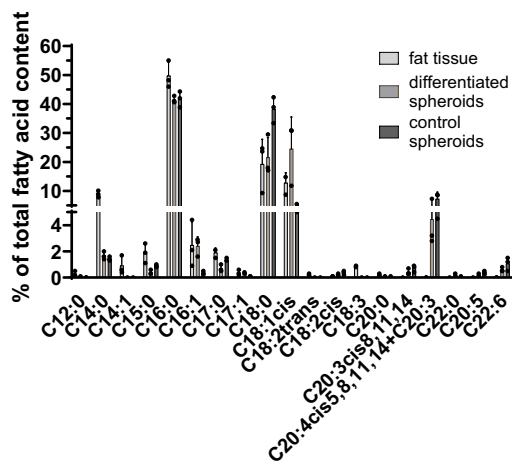 % of total fatty acid content
60
50
40
30
20
10
4
2
0
fat tissue
differentiated
spheroids
control
spheroids
C12:0
C14:0
C14:1
C15:0
C16:0
C16:1
C17:0
C17:1
C18:0
C18:1cis
C18:2trans
C18:2cis
C18:3
C20:0
C20:3cis8,11,14
C20:4cis5,8,11,14+C20:3
C22:0
C20:5
C22:6